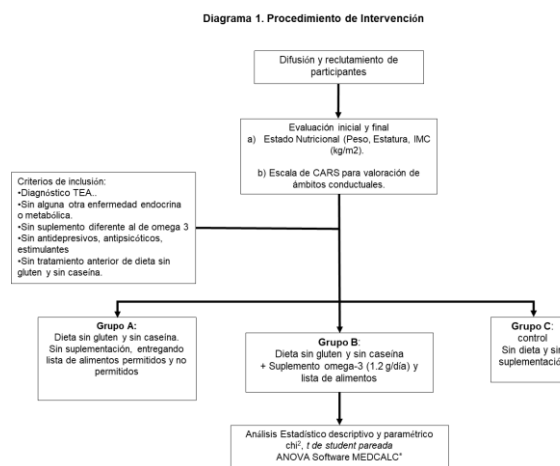 Diagrama 1. Procedimiento de Intervención
Difusión y reclutamiento de
participantes
Evaluación inicial y final
a) Estado Nutricional (Peso, Estatura, IMC
(kg/m2).
b) Escala de CARS para valoración de
ámbitos conductuales.
Criterios de inclusión:
•Diagnóstico TEA..
•Sin alguna otra enfermedad endocrina
o metabólica.
•Sin suplemento diferente al de omega 3
•Sin antidepresivos, antipsicóticos,
estimulantes
•Sin tratamiento anterior de dieta sin
gluten y sin caseína.
Grupo A:
Dieta sin gluten y sin caseína.
Sin suplementación, entregando
lista de alimentos permitidos y no
permitidos
Grupo B:
Dieta sin gluten y sin caseína
+ Suplemento omega-3 (1.2 g/día) y
lista de alimentos
Grupo C:
control
Sin dieta y sin
suplementació
Análisis Estadístico descriptivo y paramétrico
chi², t de student pareada
ANOVA Software MEDCALC*